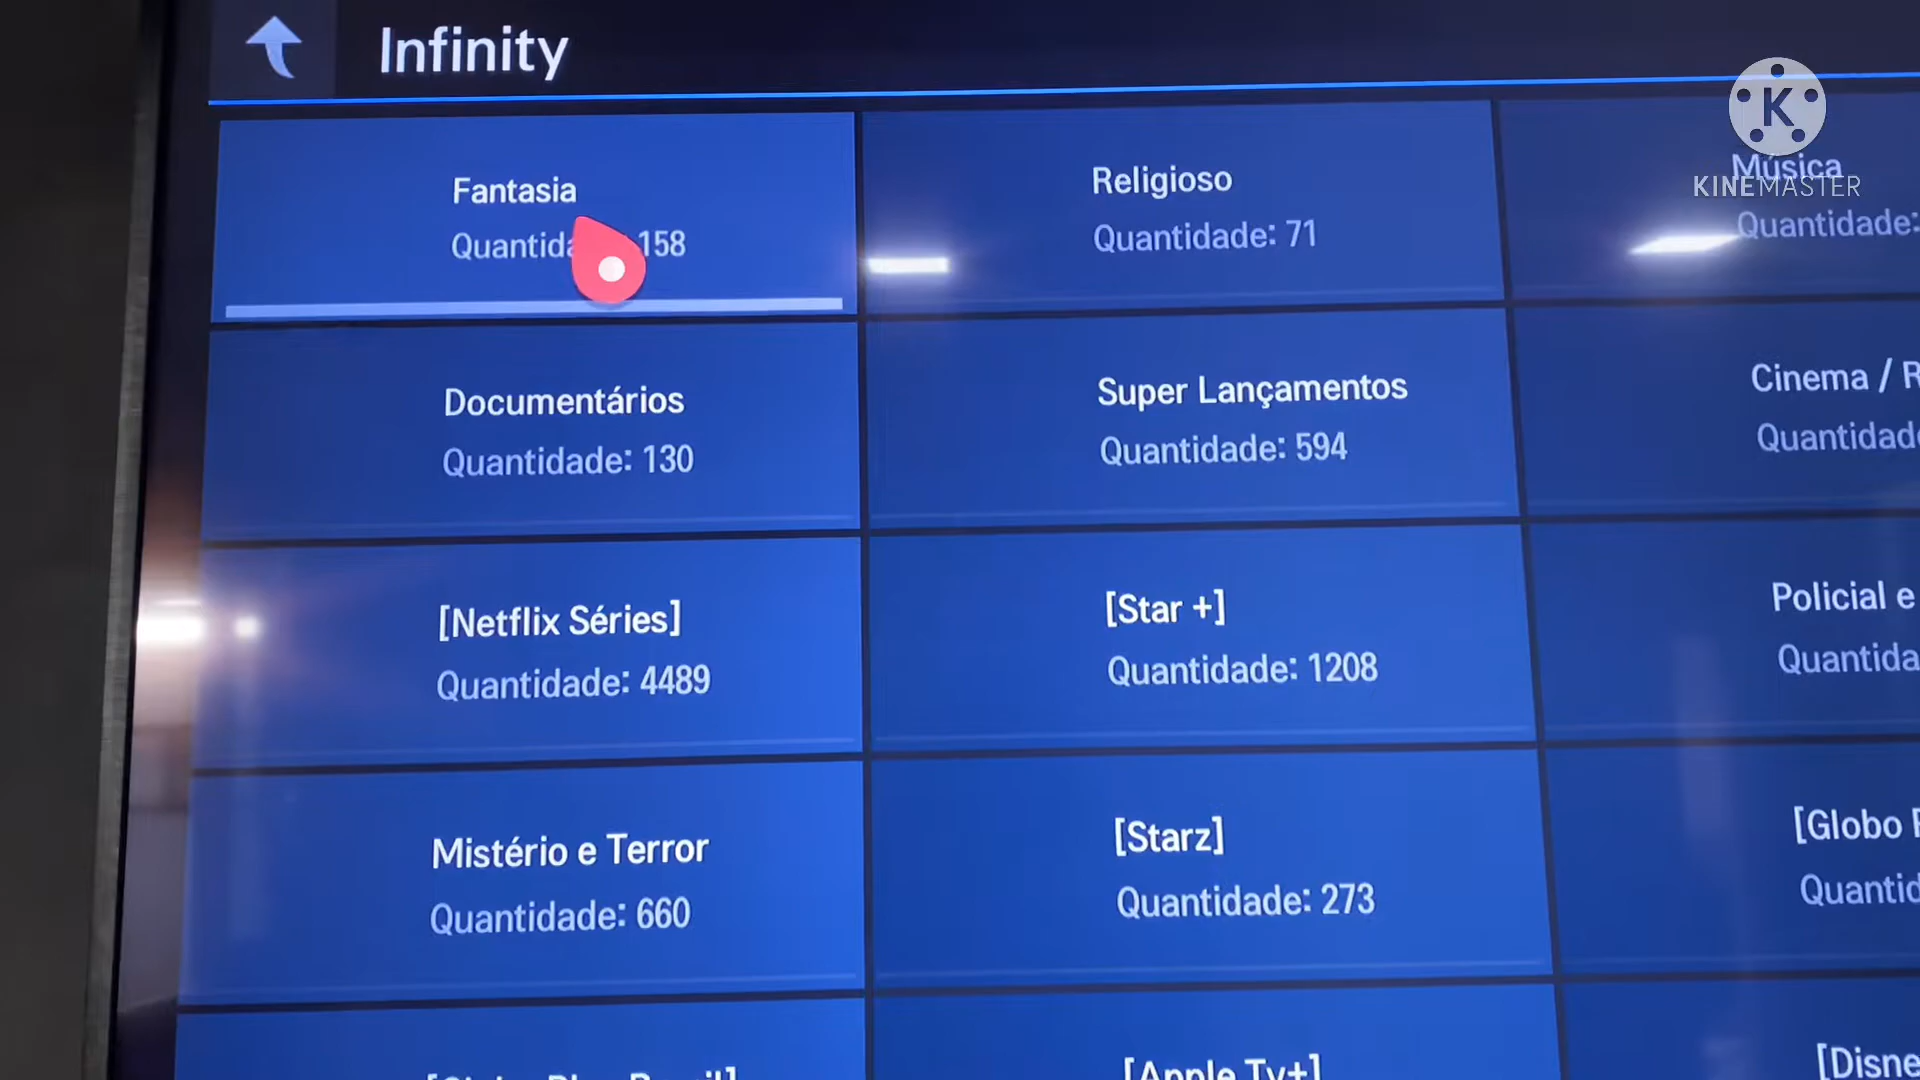 Infinity
K
KINEMASTER
Fantasia
158
Religioso
Quantidade: 71
Música
Quantidade:
Documentários
Quantidade: 130
Super Lançamentos
Quantidade: 594
Cinema /
[Netflix Séries]
Quantidade: 4489
[Star +]
Quantidade: 1208
Policial e
Mistério e Terror
Quantidade: 660
[Starz]
Quantidade: 273
[Globo
[Apple Tv+]